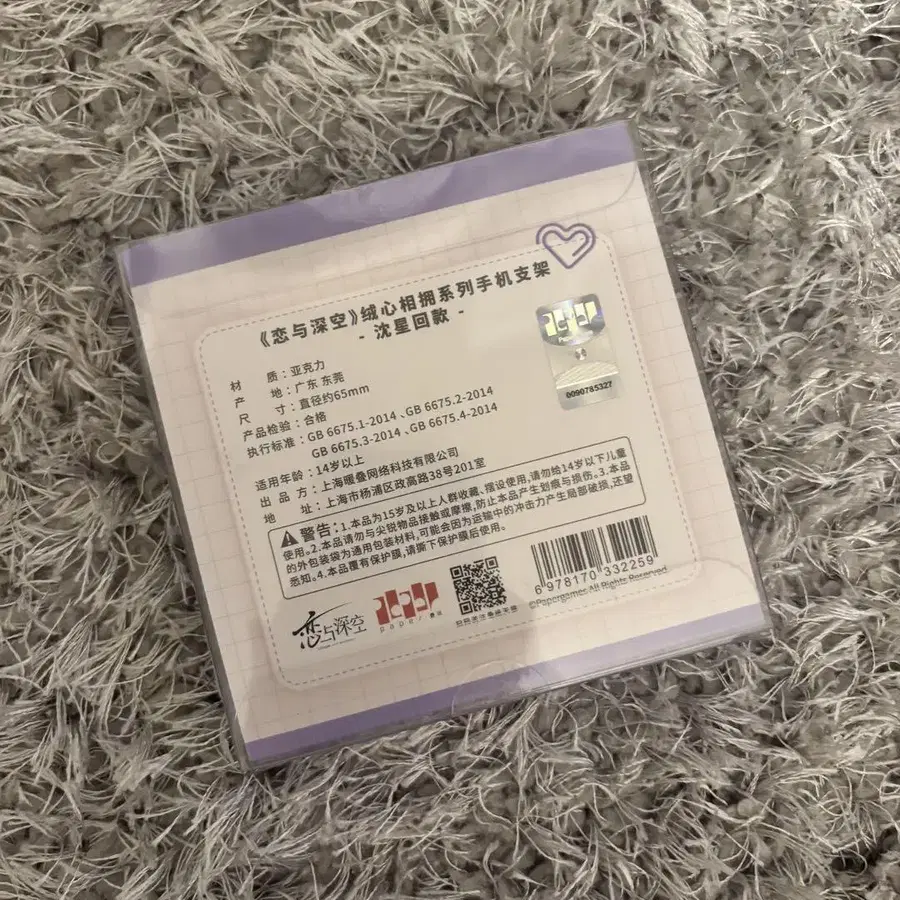 《恋与深空》绒心相拥系列手机支架
- 沈星回款 -
材 质：亚克力
产 地：广东 东莞
尺 寸：直径约65mm
产品检验：合格
执行标准：GB 6675.1-2014、GB 6675.2-2014
GB 6675.3-2014、GB 6675.4-2014
适用年龄：14岁以上
出 品 方：上海暖叠网络科技有限公司
地 址：上海市杨浦区政高路38号201室
警告：1.本品为15岁及以上人群收藏、摆设使用,请勿给14岁以下儿童
使用。2.本品请勿与尖锐物品接触或摩擦,防止本品产生划痕与损伤。3.本品
的外包装袋为通用包装材料,可能会因为运输中的冲击力产生局部破损,还望
悉知。4.本品覆有保护膜,请撕下保护膜后使用。
恋与深空
paper
6 978170 332259
©Papergames All Rights Reserved
0090785327